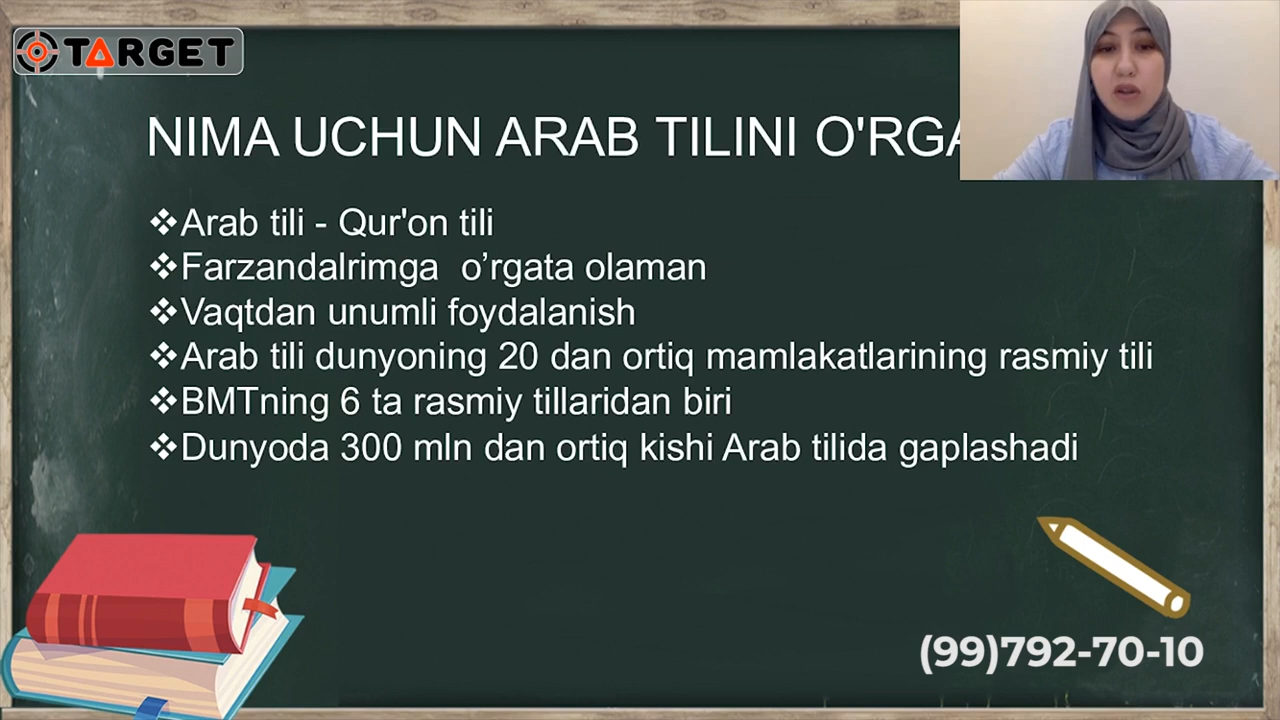 TARGET
NIMA UCHUN ARAB TILINI
❖Arab tili - Qur'on tili
❖Farzandalrimga o’rgata olaman
❖Vaqtdan unumli foydalanish
❖Arab tili dunyoning 20 dan ortiq mamlakatlarining rasmiy tili
❖BMTning 6 ta rasmiy tillaridan biri
❖Dunyoda 300 mln dan ortiq kishi Arab tilida gaplashadi
(99)792-70-10